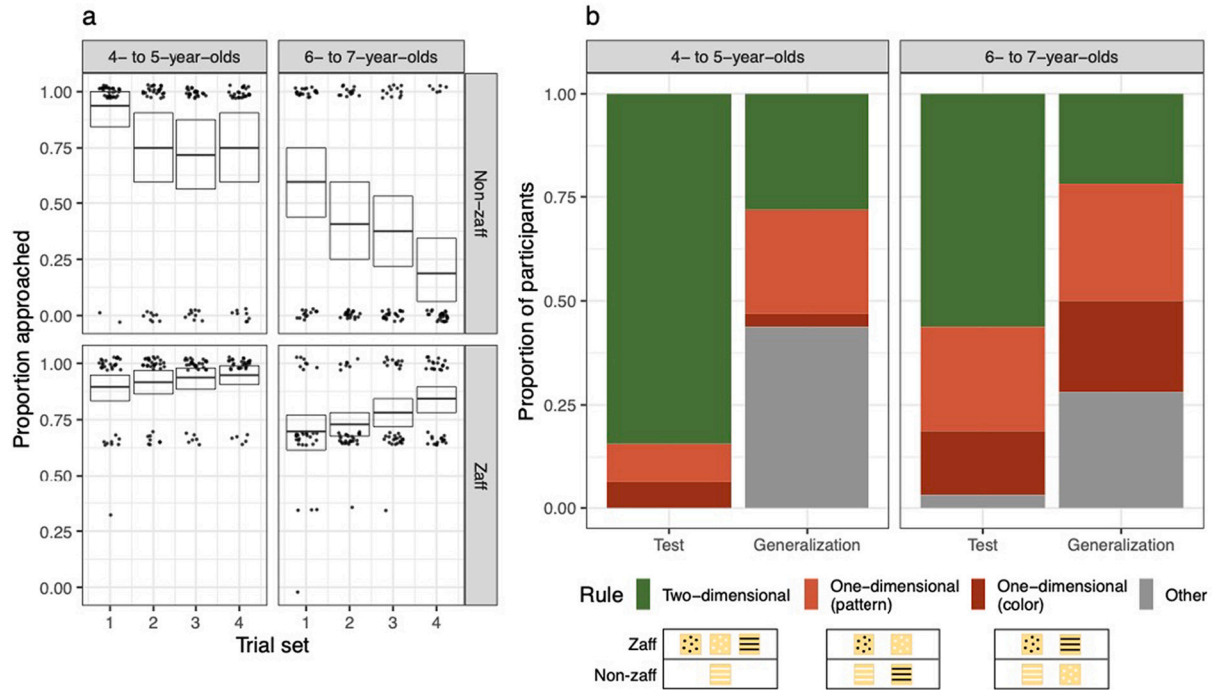 a
4- to 5-year-olds
6- to 7-year-olds
Proportion approached
1.00
0.75
0.50
0.25
0.00
Non-zaff
1.00
0.75
0.50
0.25
0.00
Zaff
1 2 3 4
1 2 3 4
Trial set
b
4- to 5-year-olds
6- to 7-year-olds
Proportion of participants
1.00
0.75
0.50
0.25
0.00
Test Generalization
Test Generalization
Rule
Two-dimensional
One-dimensional
(pattern)
One-dimensional
(color)
Other
Zaff
Non-zaff